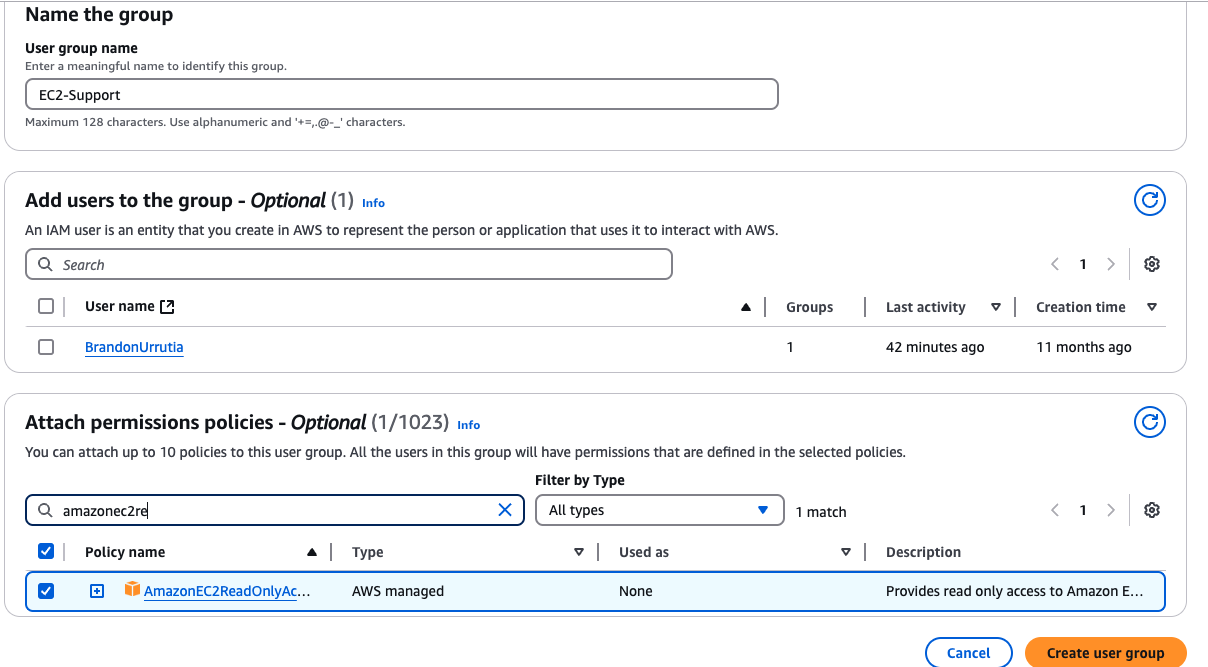 Name the group
User group name
Enter a meaningful name to identify this group.
EC2-Support
Maximum 128 characters. Use alphanumeric and '+=,.@-_' characters.
Add users to the group - Optional (1) Info
An IAM user is an entity that you create in AWS to represent the person or application that uses it to interact with AWS.
Search
1
User name Groups Last activity Creation time
BrandonUrrutia 1 42 minutes ago 11 months ago
Attach permissions policies - Optional (1/1023) Info
You can attach up to 10 policies to this user group. All the users in this group will have permissions that are defined in the selected policies.
Filter by Type
amazonec2re All types 1 match 1
Policy name Type Used as Description
AmazonEC2ReadOnlyAc... AWS managed None Provides read only access to Amazon E...
Cancel Create user group